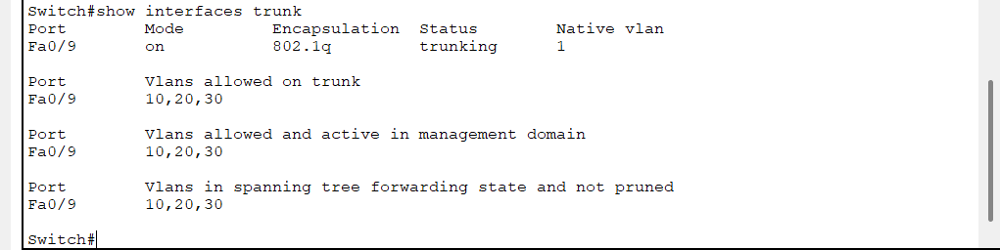 Switch#show interfaces trunk
Port Mode Encapsulation Status Native vlan
Fa0/9 on 802.1q trunking 1
Port Vlans allowed on trunk
Fa0/9 10,20,30
Port Vlans allowed and active in management domain
Fa0/9 10,20,30
Port Vlans in spanning tree forwarding state and not pruned
Fa0/9 10,20,30
Switch#